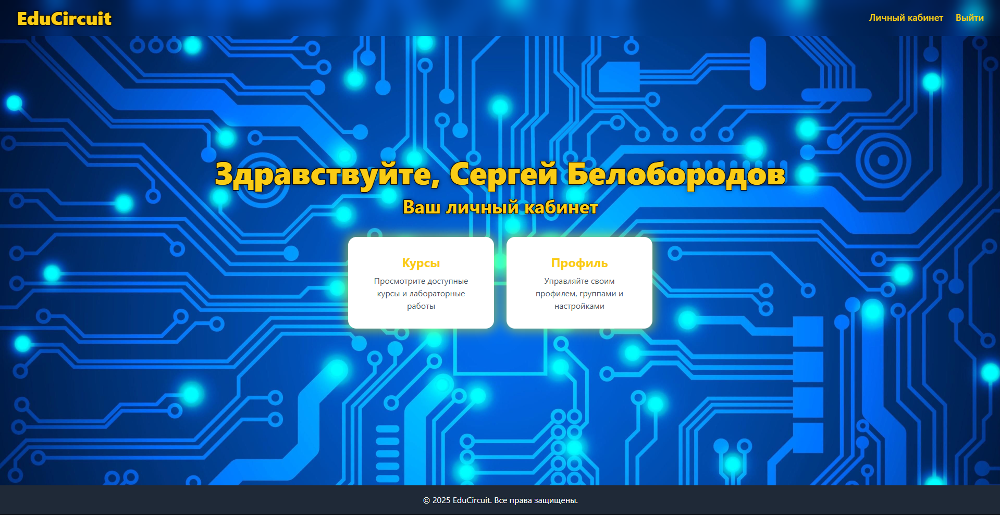 EduCircuit
Личный кабинет Выйти
Здравствуйте, Сергей Белобородов
Ваш личный кабинет
Курсы
Просмотрите доступные
курсы и лабораторные
работы
Профиль
Управляйте своим
профилем, группами и
настройками
© 2025 EduCircuit. Все права защищены.